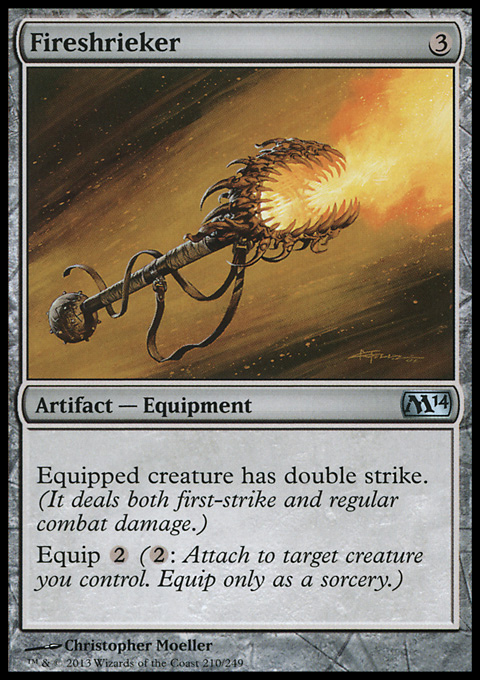 Fireshrieker 3
Artifact — Equipment M14
Equipped creature has double strike.
(It deals both first-strike and regular
combat damage.)
Equip 2 (2: Attach to target creature
you control. Equip only as a sorcery.)
Christopher Moeller
™ & © 2013 Wizards of the Coast 210/249